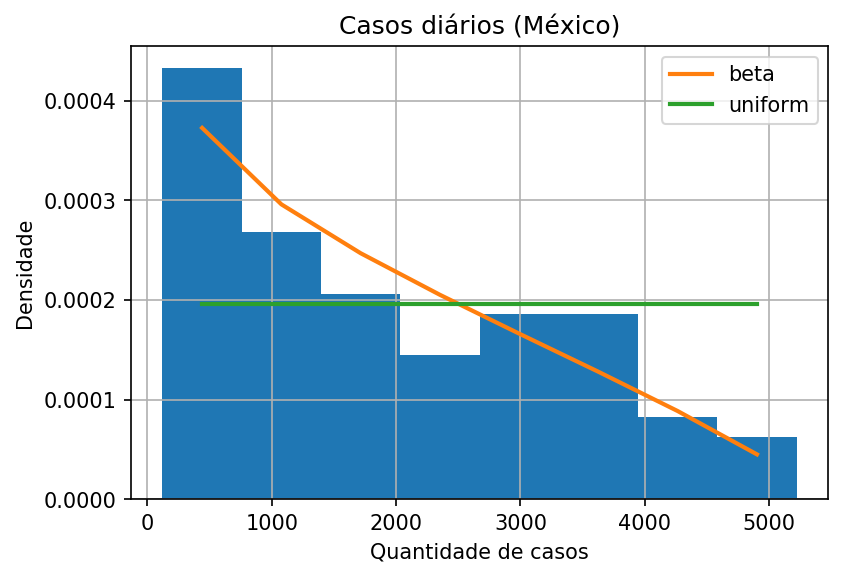 Casos diários (México)
beta
uniform
Densidade
0.0004
0.0003
0.0002
0.0001
0.0000
0 1000 2000 3000 4000 5000
Quantidade de casos